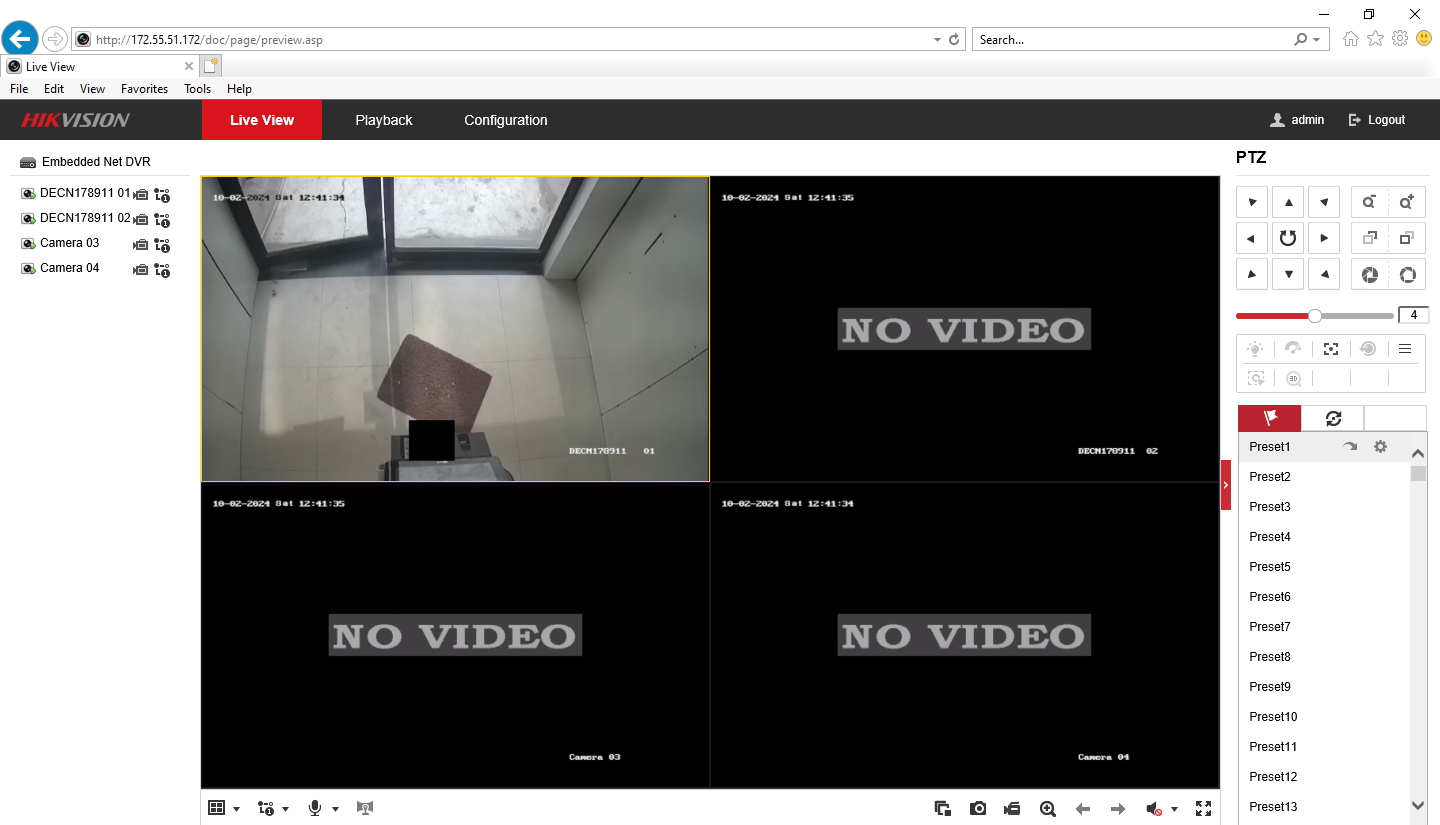 http://172.55.51.172/doc/page/preview.asp
Search...
Live View
File Edit View Favorites Tools Help
HIKVISION
Live View Playback Configuration
admin Logout
Embedded Net DVR
DECN178911 01
DECN178911 02
Camera 03
Camera 04
10-02-2024 Sat 12:41:34
DECN178911 01
10-02-2024 Sat 12:41:35
NO VIDEO
DECN178911 02
10-02-2024 Sat 12:41:35
NO VIDEO
Camera 03
10-02-2024 Sat 12:41:34
NO VIDEO
Camera 04
PTZ
4
3D
Preset1
Preset2
Preset3
Preset4
Preset5
Preset6
Preset7
Preset8
Preset9
Preset10
Preset11
Preset12
Preset13